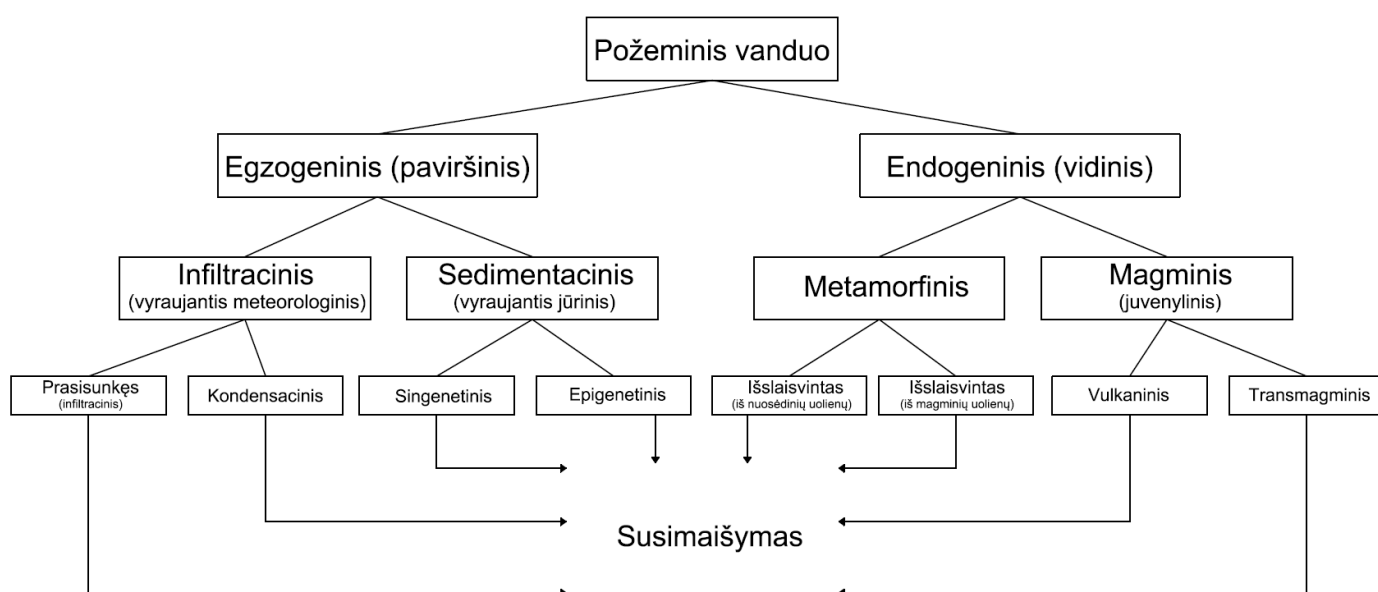 Požeminis vanduo
Egzogeninis (paviršinis)
Endogeninis (vidinis)
Infiltracinis
(vyraujantis meteorologinis)
Sedimentacinis
(vyraujantis jūrinis)
Metamorfinis
Magminis
(juvenylinis)
Prasisunkęs
(infiltracinis)
Kondensacinis
Singenetinis
Epigenetinis
Išslaisvintas
(iš nuosėdinių uolienų)
Išslaisvintas
(iš magminių uolienų)
Vulkaninis
Transmagminis
Susimaišymas